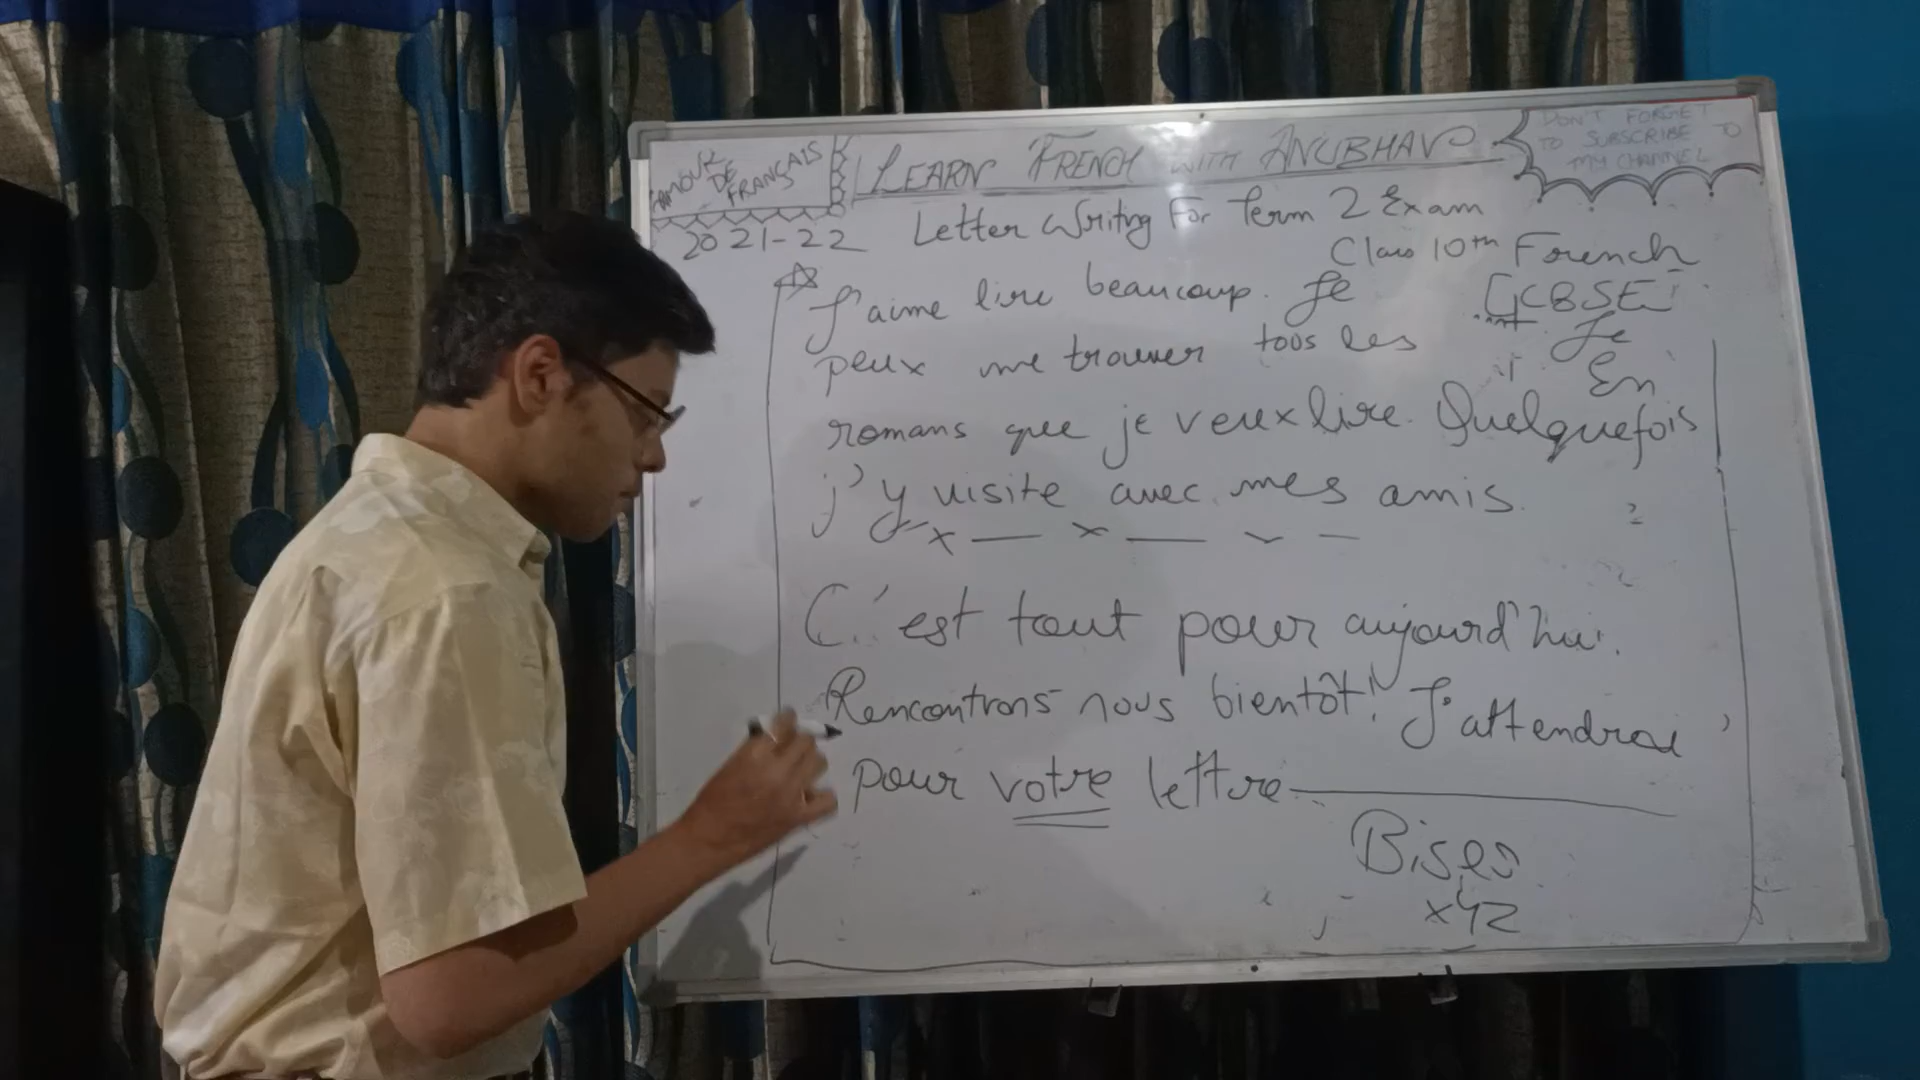 AMOUR
DE
FRANÇAIS
LEARN FRENCH WITH ANUBHAV
DON'T FORGET
TO SUBSCRIBE TO
MY CHANNEL
2021-22
Letter Writing For Term 2 Exam
Class 10th French
CBSE
J'aime lire beaucoup. Je
Je
peux me trouver tous les
En
romans que je veux lire. Quelquefois
j'y visite avec mes amis.
C'est tout pour aujourd'hui.
Rencontrons nous bientôt! J'attendrai
pour votre lettre
Bises
xyz